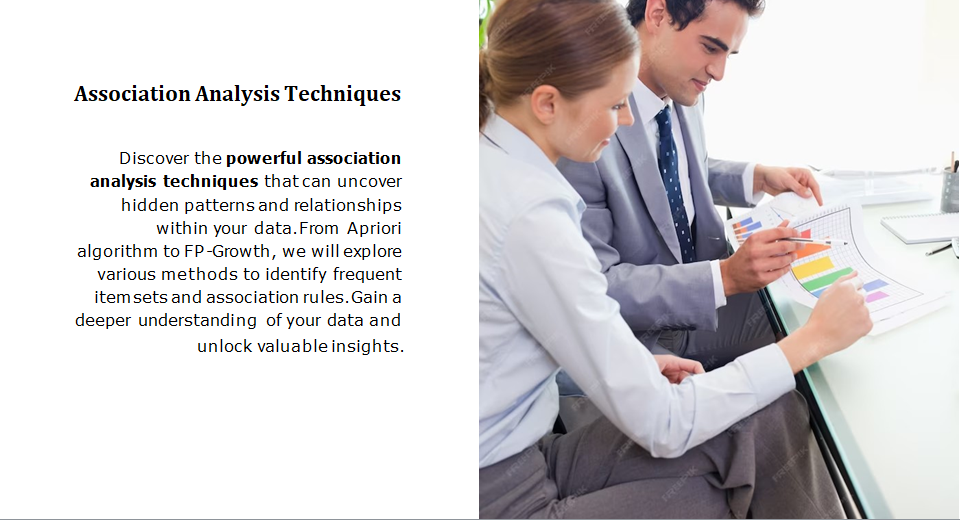 Association Analysis Techniques
Discover the powerful association
analysis techniques that can uncover
hidden patterns and relationships
within your data.From Apriori
algorithm to FP-Growth, we will explore
various methods to identify frequent
itemsets and association rules.Gain a
deeper understanding of your data and
unlock valuable insights.